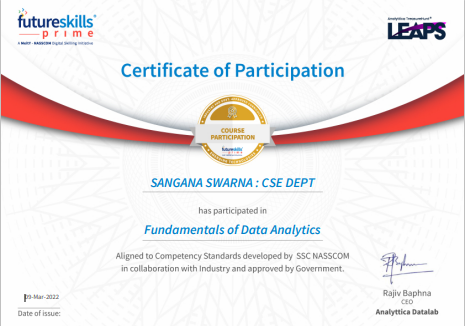 futureskills
prime
A MeitY - NASSCOM Digital Skilling Initiative
Analyttica TreasureHunt®
LEAPS
Certificate of Participation
COURSE
PARTICIPATION
futureskills
prime
SANGANA SWARNA : CSE DEPT
has participated in
Fundamentals of Data Analytics
Aligned to Competency Standards developed by SSC NASSCOM
in collaboration with Industry and approved by Government.
09-Mar-2022
Date of issue:
Rajiv Baphna
CEO
Analyttica Datalab